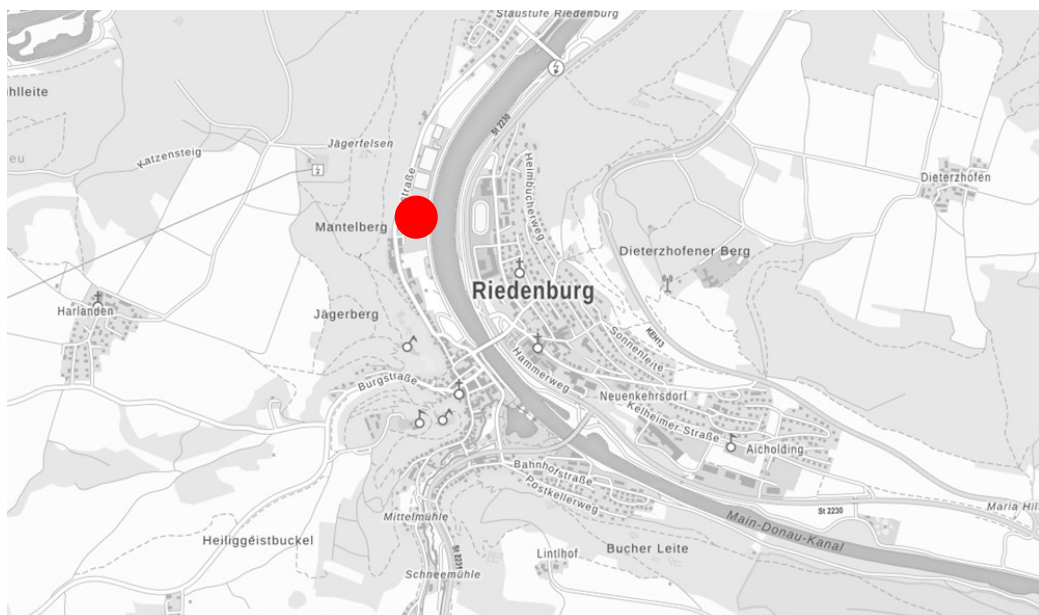 Staustufe Riedenburg
hlleite
St 2230
Jägerfelsen
Katzensteig
eu
Heimbucherweg
Dieterzhofen
straße
Mantelberg
Dieterzhofener Berg
Riedenburg
Harlanden
Jägerberg
KEH13
Sonnenleite
Hammerweg
Burgstraße
Neuenkehrsdorf
Kelheimer-Straße
Aicholding
Bahnhofstraße
Postkellerweg
Maria Hil
St 2230
Mittelmühle
Main-Donau-Kanal
Heiliggeistbuckel
St 2231
Lintlhof
Bucher Leite
Schneemühle